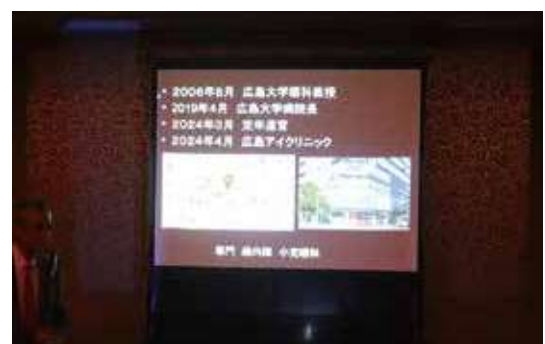 • 2006年8月 広島大学眼科教授
• 2019年4月 広島大学病院長
• 2024年3月 定年退官
• 2024年4月 広島アイクリニック
専門 緑内障 小児眼科